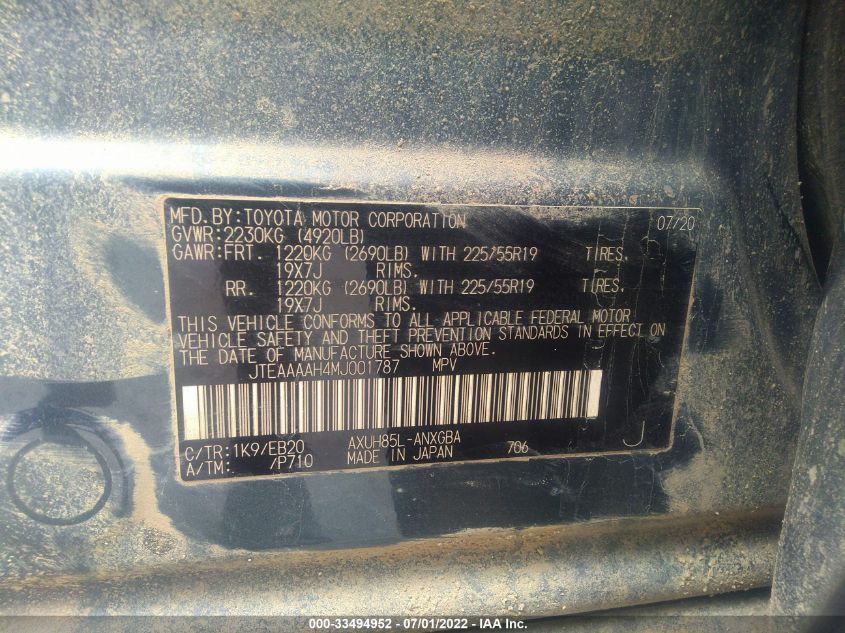 MFD.BY:TOYOTA MOTOR CORPORATION 07/20
GVWR:2230KG (4920LB)
GAWR:FRT. 1220KG (2690LB) WITH 225/55R19 TIRES.
19X7J RIMS.
RR. 1220KG (2690LB) WITH 225/55R19 TIRES.
19X7J RIMS.
THIS VEHICLE CONFORMS TO ALL APPLICABLE FEDERAL MOTOR
VEHICLE SAFETY AND THEFT PREVENTION STANDARDS IN EFFECT ON
THE DATE OF MANUFACTURE SHOWN ABOVE.
JTEAAAAH4MJ001787 MPV
C/TR:1K9/EB20 AXUH85L-ANXGBA
A/TM: /P710 MADE IN JAPAN 706 J
000-33494952 - 07/01/2022 - IAA Inc.